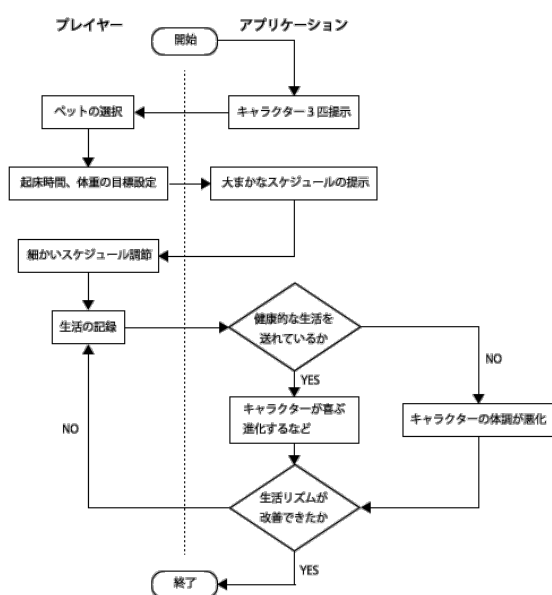 プレイヤー
アプリケーション
開始
ペットの選択
キャラクター３匹提示
起床時間、体重の目標設定
大まかなスケジュールの提示
細かいスケジュール調節
生活の記録
健康的な生活を
送れているか
NO
YES
キャラクターが喜ぶ
進化するなど
キャラクターの体調が悪化
NO
生活リズムが
改善できたか
YES
終了